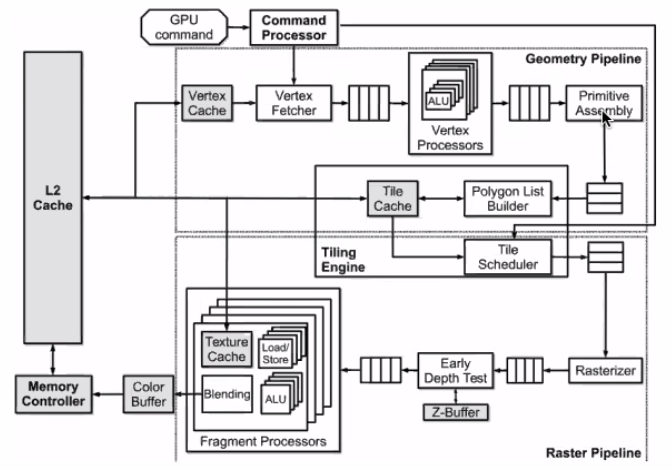 GPU
command
Command
Processor
Geometry Pipeline
Vertex
Cache
Vertex
Fetcher
ALU
Vertex
Processors
Primitive
Assembly
L2
Cache
Tile
Cache
Polygon List
Builder
Tiling
Engine
Tile
Scheduler
Texture
Cache
Load/
Store
Blending
ALU
Fragment Processors
Early
Depth Test
Z-Buffer
Rasterizer
Memory
Controller
Color
Buffer
Raster Pipeline